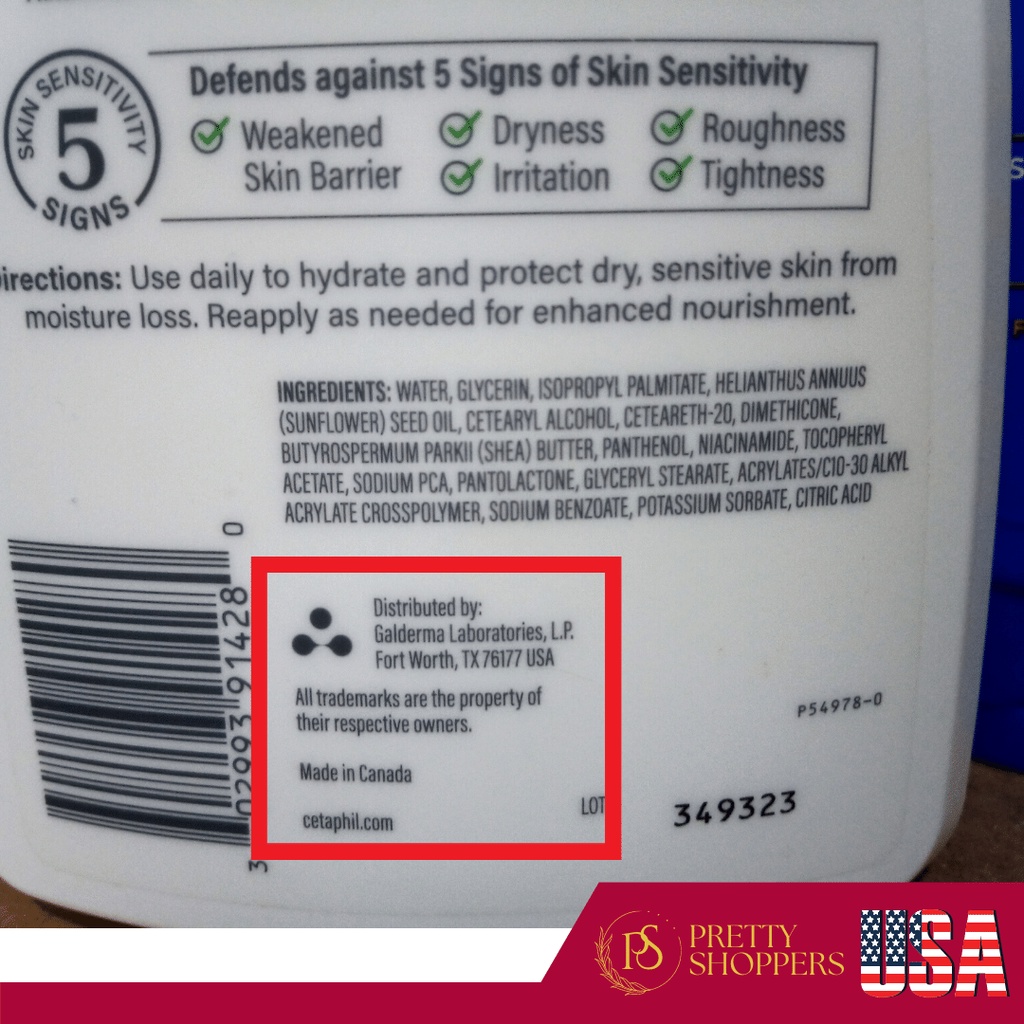 SKIN SENSITIVITY
5
SIGNS
Defends against 5 Signs of Skin Sensitivity
Weakened Skin Barrier
Dryness
Irritation
Roughness
Tightness
irections: Use daily to hydrate and protect dry, sensitive skin from
moisture loss. Reapply as needed for enhanced nourishment.
INGREDIENTS: WATER, GLYCERIN, ISOPROPYL PALMITATE, HELIANTHUS ANNUUS
(SUNFLOWER) SEED OIL, CETEARYL ALCOHOL, CETEARETH-20, DIMETHICONE,
BUTYROSPERMUM PARKII (SHEA) BUTTER, PANTHENOL, NIACINAMIDE, TOCOPHERYL
ACETATE, SODIUM PCA, PANTOLACTONE, GLYCERYL STEARATE, ACRYLATES/C10-30 ALKYL
ACRYLATE CROSSPOLYMER, SODIUM BENZOATE, POTASSIUM SORBATE, CITRIC ACID
3 02993 91428 0
Distributed by:
Galderma Laboratories, L.P.
Fort Worth, TX 76177 USA
All trademarks are the property of
their respective owners.
Made in Canada
cetaphil.com
LOT
349323
P54978-0
PS
PRETTY
SHOPPERS
USA